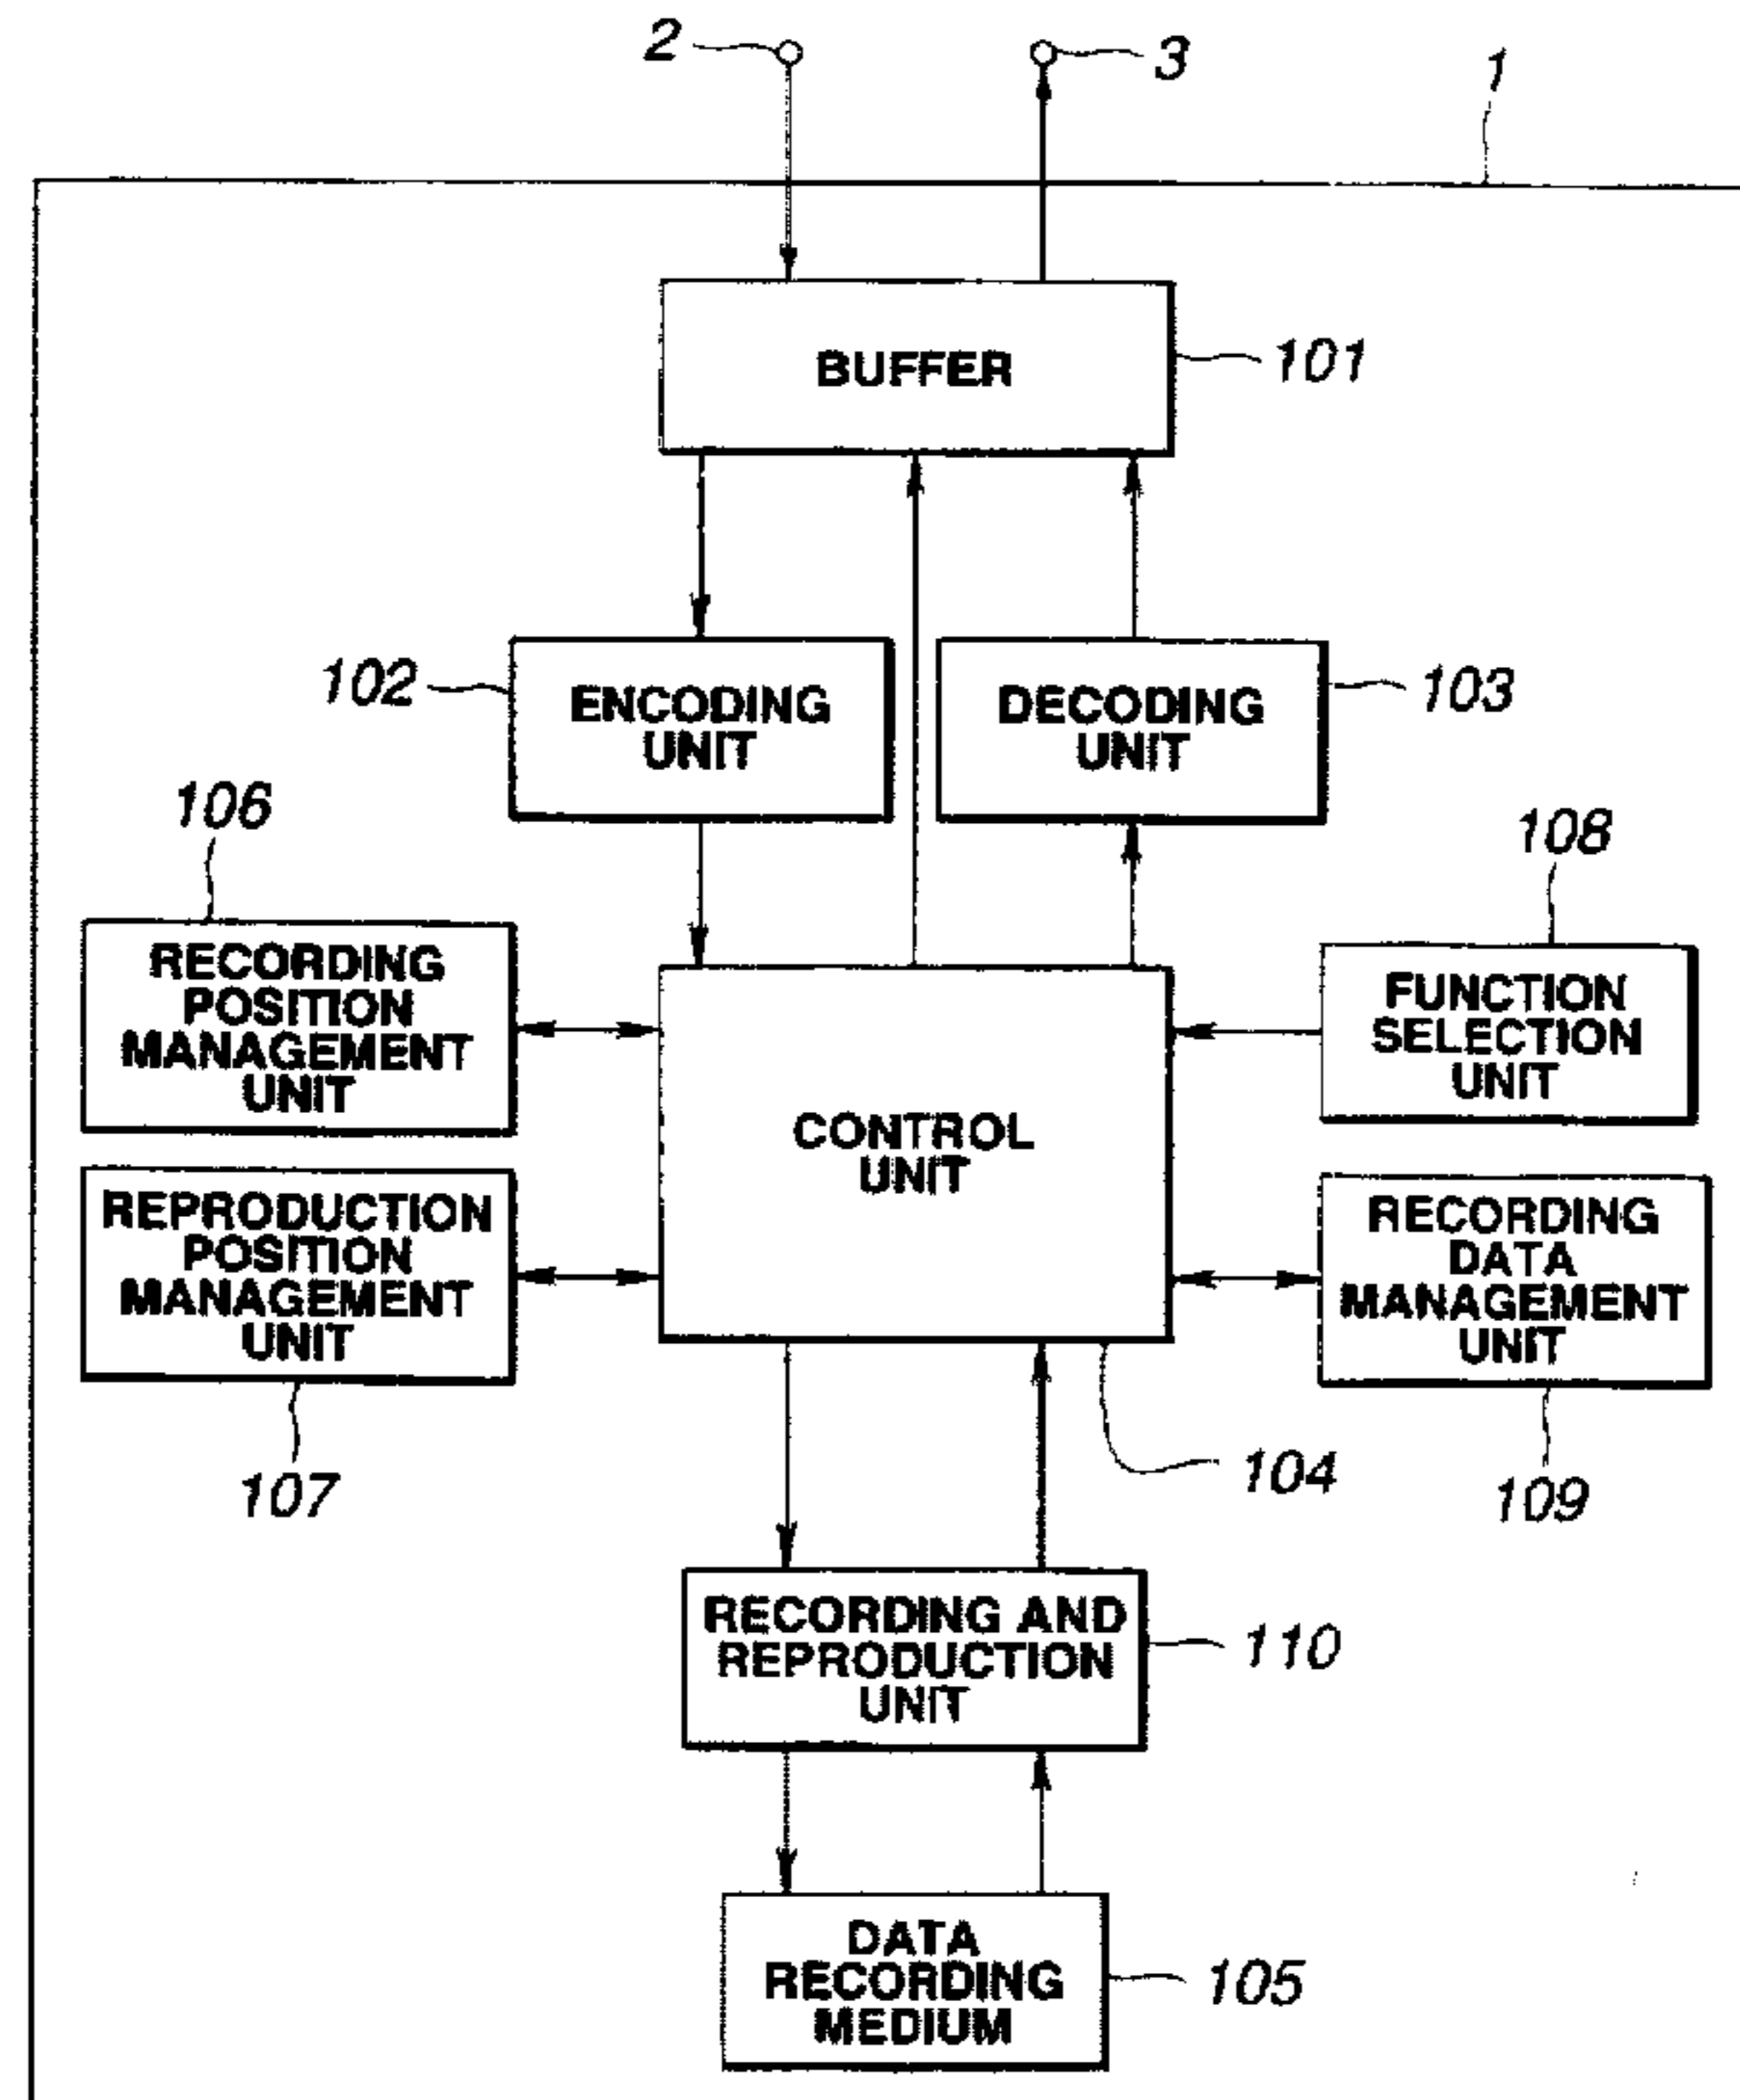 2
3
1
BUFFER
101
102
ENCODING
UNIT
DECODING
UNIT
103
106
108
RECORDING
POSITION
MANAGEMENT
UNIT
FUNCTION
SELECTION
UNIT
CONTROL
UNIT
REPRODUCTION
POSITION
MANAGEMENT
UNIT
RECORDING
DATA
MANAGEMENT
UNIT
107
104
109
RECORDING AND
REPRODUCTION
UNIT
110
DATA
RECORDING
MEDIUM
105